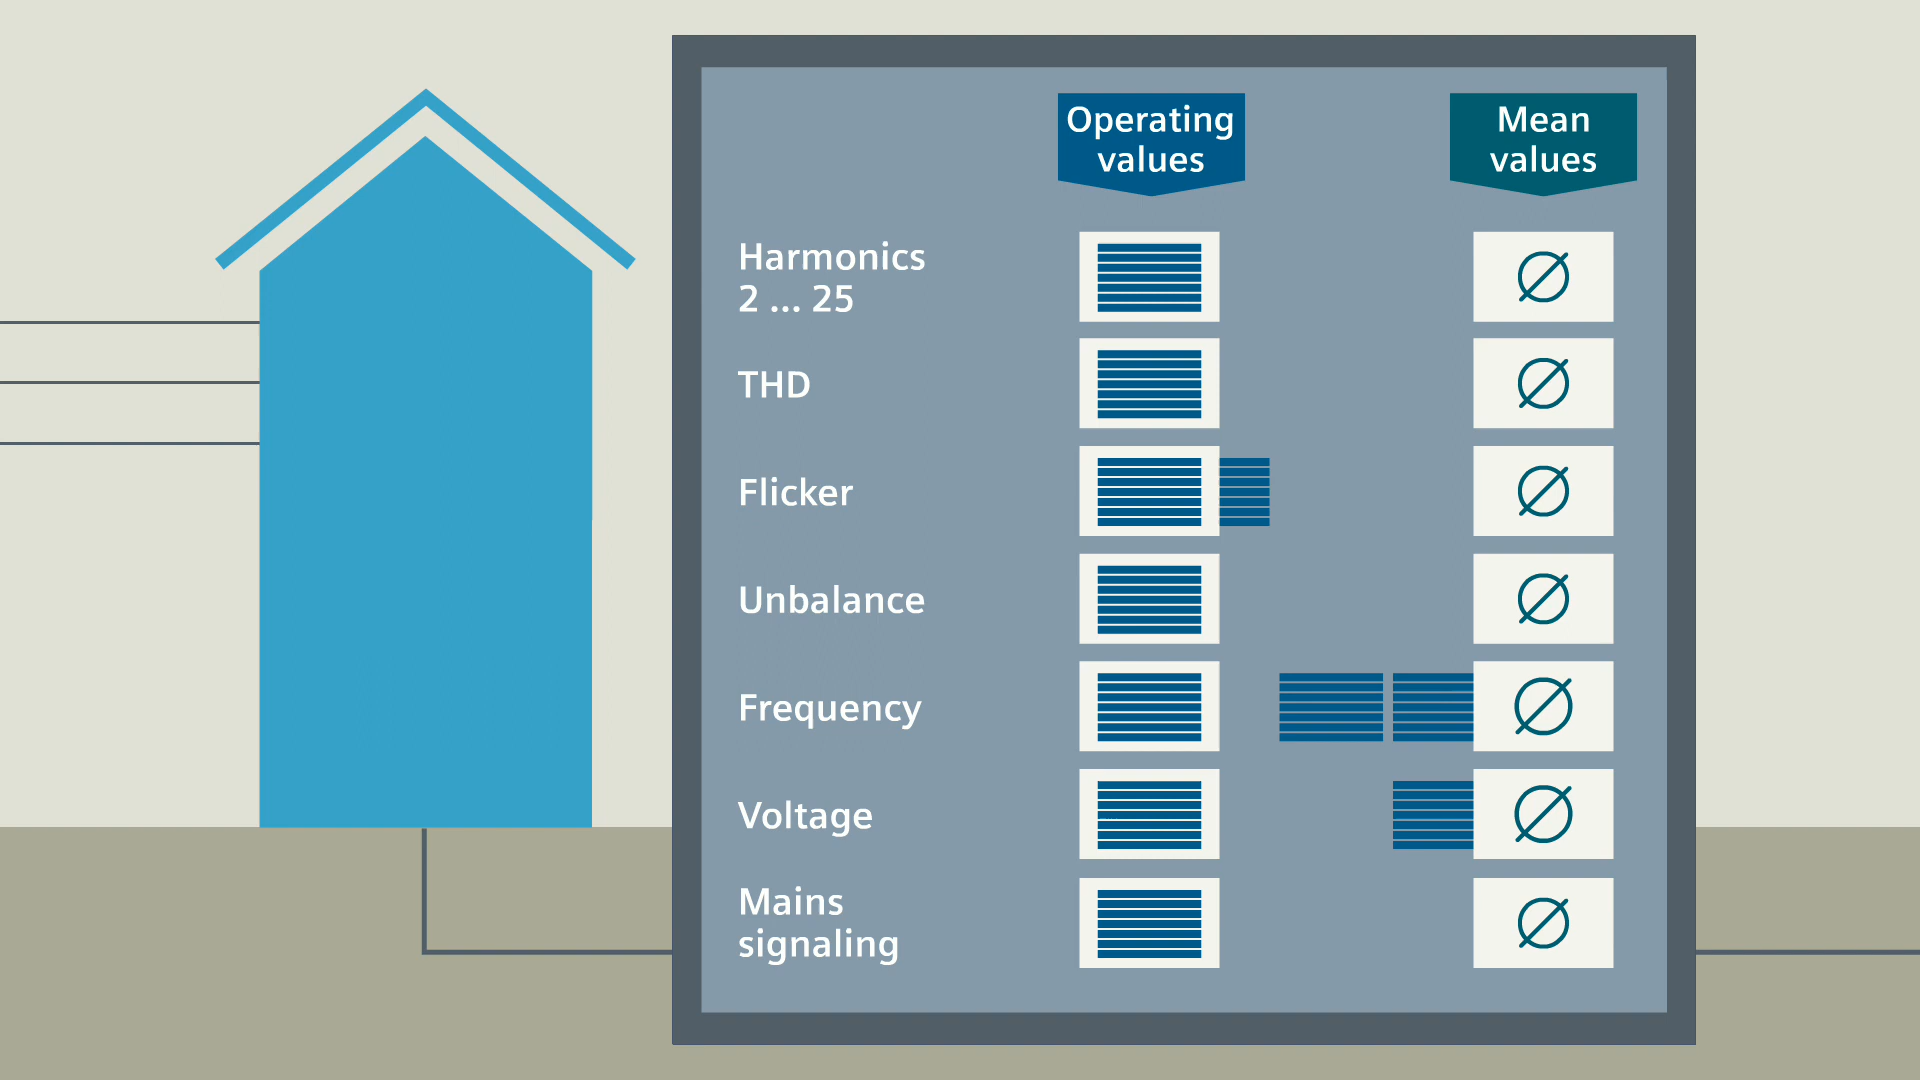 Operating
values
Mean
values
Harmonics
2 ... 25
THD
Flicker
Unbalance
Frequency
Voltage
Mains
signaling